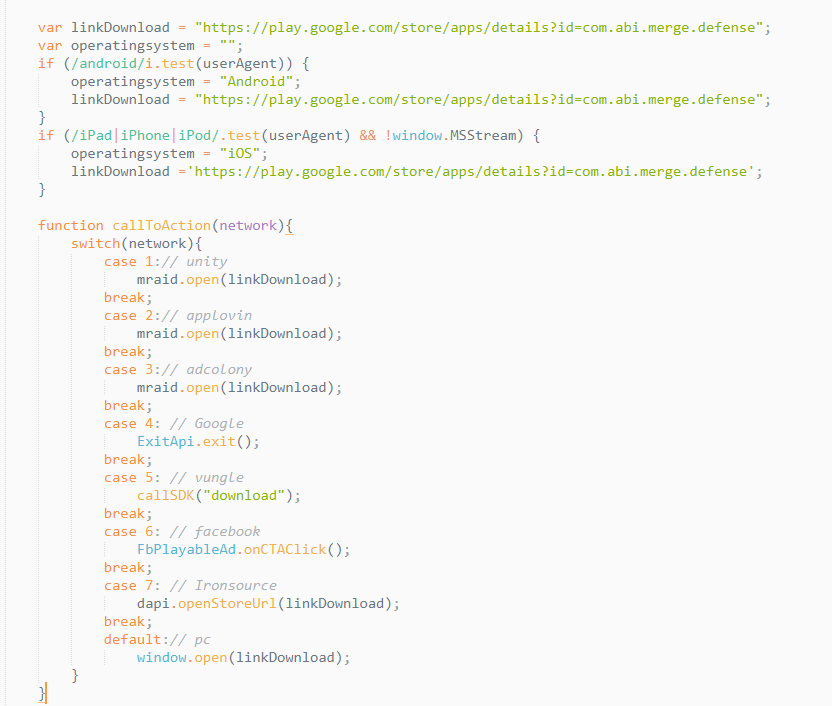 var linkDownload = "https://play.google.com/store/apps/details?id=com.abi.merge.defense";
var operatingsystem = "";
if (/android/i.test(userAgent)) {
    operatingsystem = "Android";
    linkDownload = "https://play.google.com/store/apps/details?id=com.abi.merge.defense";
}
if (/iPad|iPhone|iPod/.test(userAgent) && !window.MSStream) {
    operatingsystem = "iOS";
    linkDownload ='https://play.google.com/store/apps/details?id=com.abi.merge.defense';
}
function callToAction(network){
    switch(network){
        case 1:// unity
            mraid.open(linkDownload);
        break;
        case 2:// applovin
            mraid.open(linkDownload);
        break;
        case 3:// adcolony
            mraid.open(linkDownload);
        break;
        case 4: // Google
            ExitApi.exit();
        break;
        case 5: // vungle
            callSDK("download");
        break;
        case 6: // facebook
            FbPlayableAd.onCTAClick();
        break;
        case 7: // Ironsource
            dapi.openStoreUrl(linkDownload);
        break;
        default:// pc
            window.open(linkDownload);
    }
}